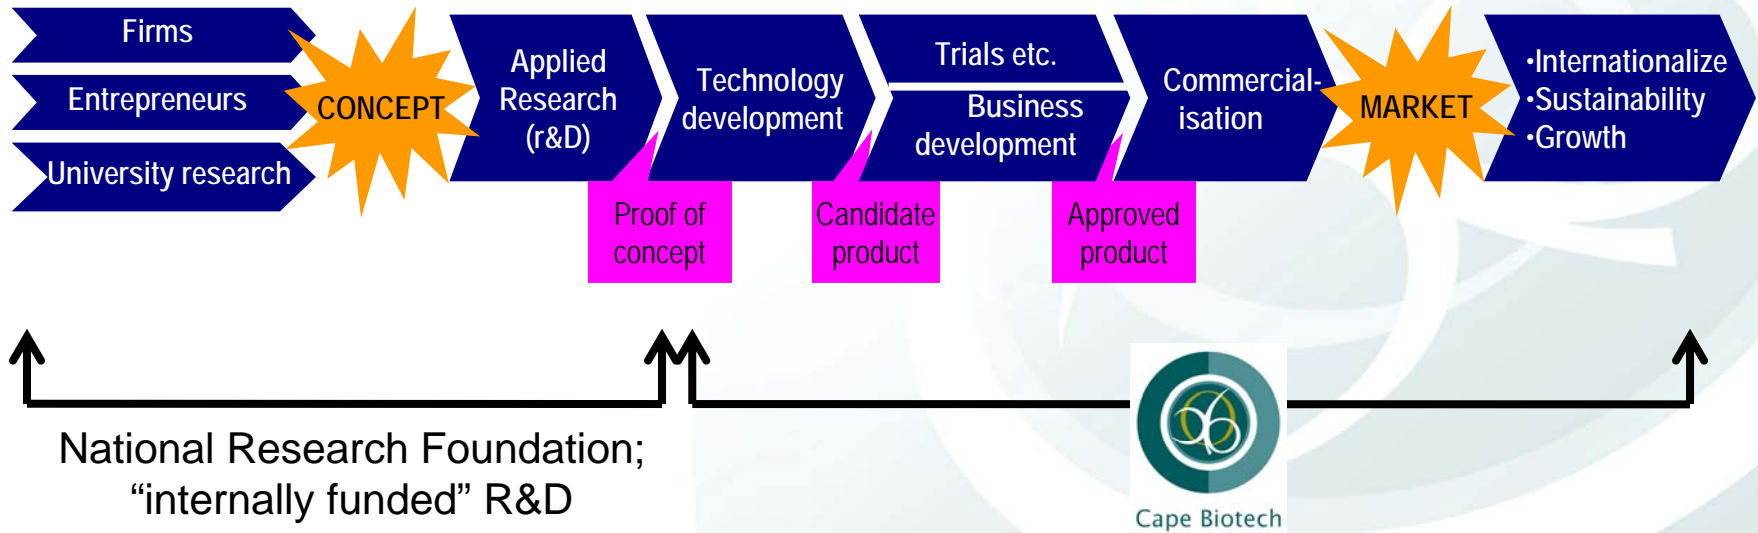 Firms
Entrepreneurs
University research
CONCEPT
Applied
Research
(r&D)
Technology
development
Trials etc.
Business
development
Commercial-
isation
MARKET
•Internationalize
•Sustainability
•Growth
Proof of
concept
Candidate
product
Approved
product
National Research Foundation;
“internally funded” R&D
Cape Biotech